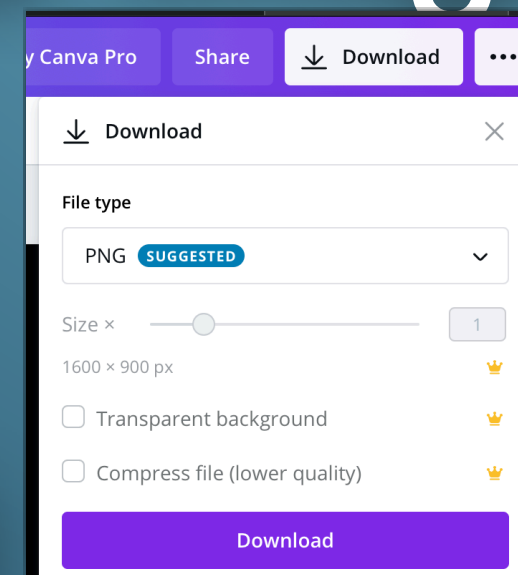 y Canva Pro Share Download
Download
File type
PNG SUGGESTED
Size × 1
1600 × 900 px
Transparent background
Compress file (lower quality)
Download